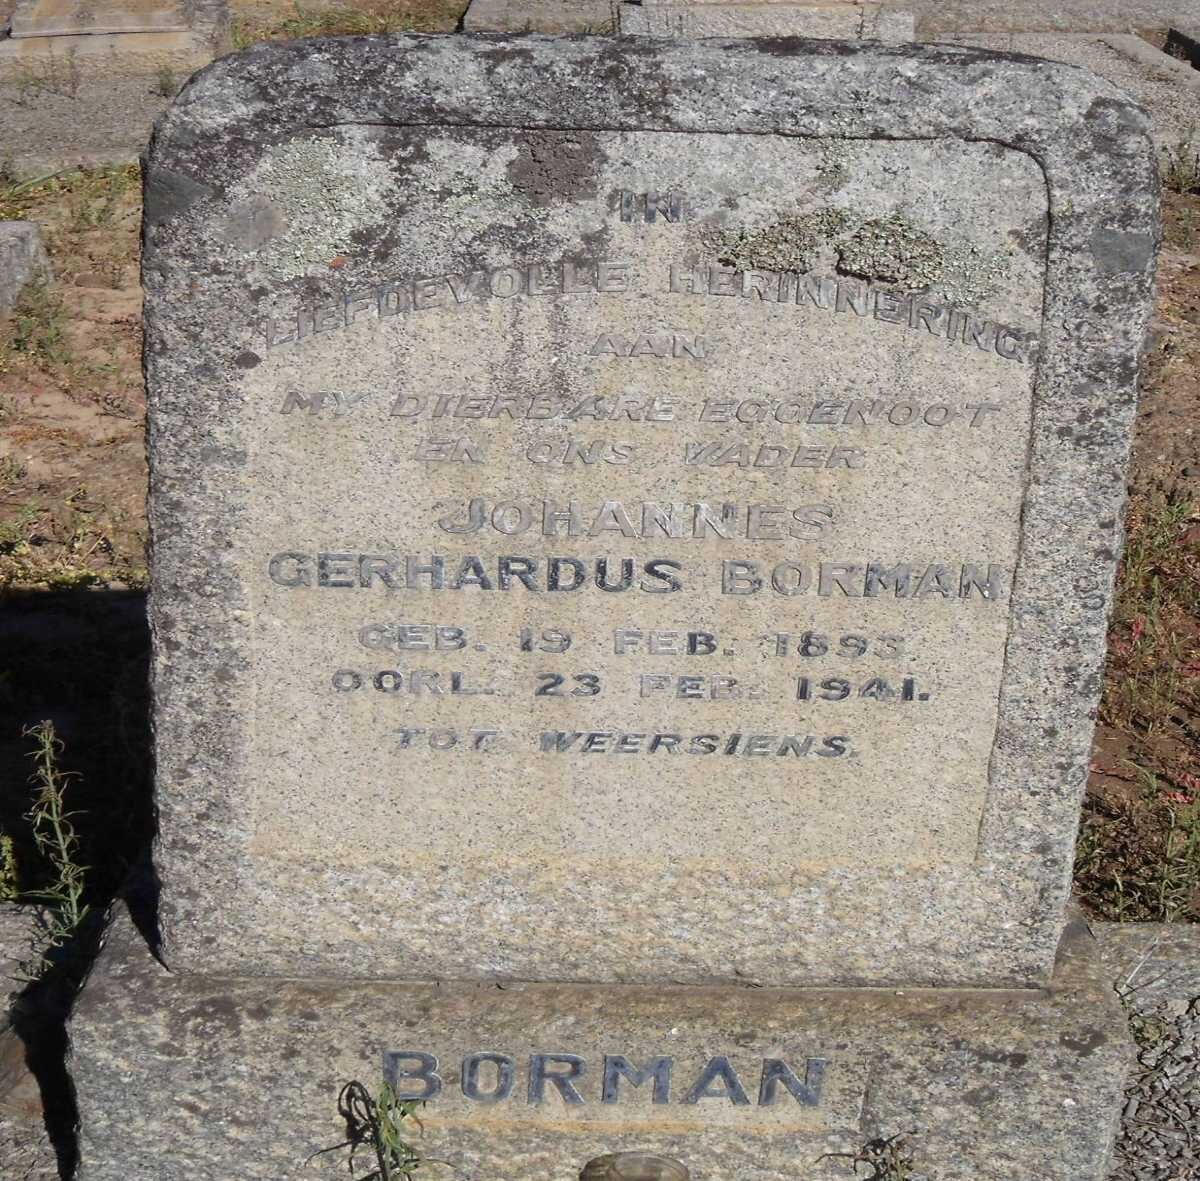 IN
LIEFDEVOLLE HERINNERING
AAN
MY DIERBARE EGGENOOT
EN ONS VADER
JOHANNES
GERHARDUS BORMAN
GEB. 19 FEB. 1893
OORL. 23 FEB. 1941.
TOT WEERSIENS.
BORMAN